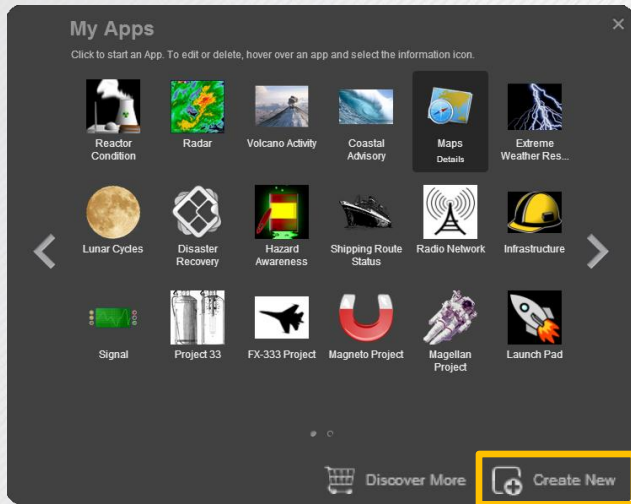 My Apps
Click to start an App. To edit or delete, hover over an app and select the information icon.
Reactor
Condition
Radar
Volcano Activity
Coastal
Advisory
Maps
Details
Extreme
Weather Res...
Lunar Cycles
Disaster
Recovery
Hazard
Awareness
Shipping Route
Status
Radio Network
Infrastructure
Signal
Project 33
FX-333 Project
Magneto Project
Magellan
Project
Launch Pad
Discover More
Create New